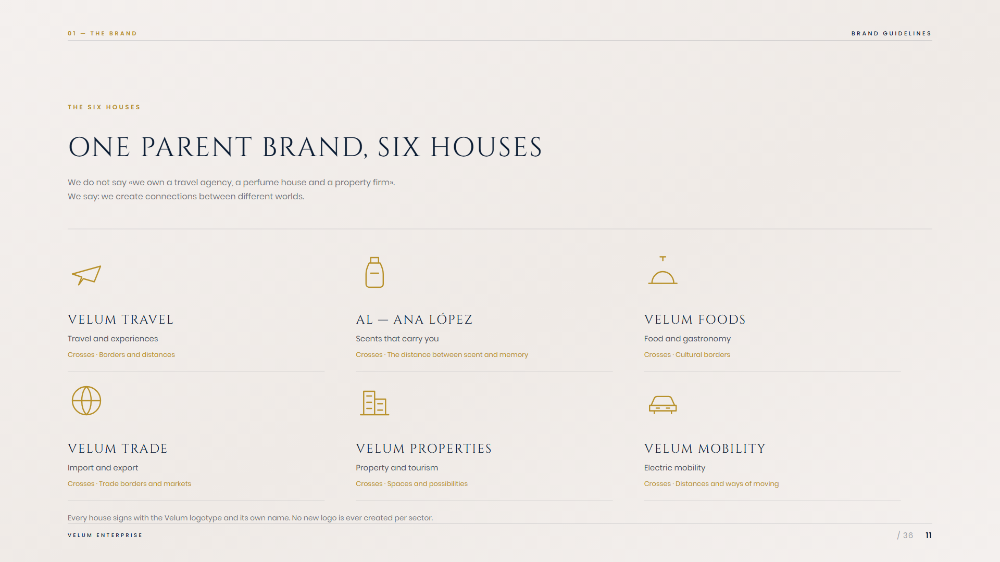 01 — THE BRAND
BRAND GUIDELINES
THE SIX HOUSES
ONE PARENT BRAND, SIX HOUSES
We do not say «we own a travel agency, a perfume house and a property firm».
We say: we create connections between different worlds.
VELUM TRAVEL
Travel and experiences
Crosses · Borders and distances
AL — ANA LÓPEZ
Scents that carry you
Crosses · The distance between scent and memory
VELUM FOODS
Food and gastronomy
Crosses · Cultural borders
VELUM TRADE
Import and export
Crosses · Trade borders and markets
VELUM PROPERTIES
Property and tourism
Crosses · Spaces and possibilities
VELUM MOBILITY
Electric mobility
Crosses · Distances and ways of moving
Every house signs with the Velum logotype and its own name. No new logo is ever created per sector.
VELUM ENTERPRISE
/ 36 11